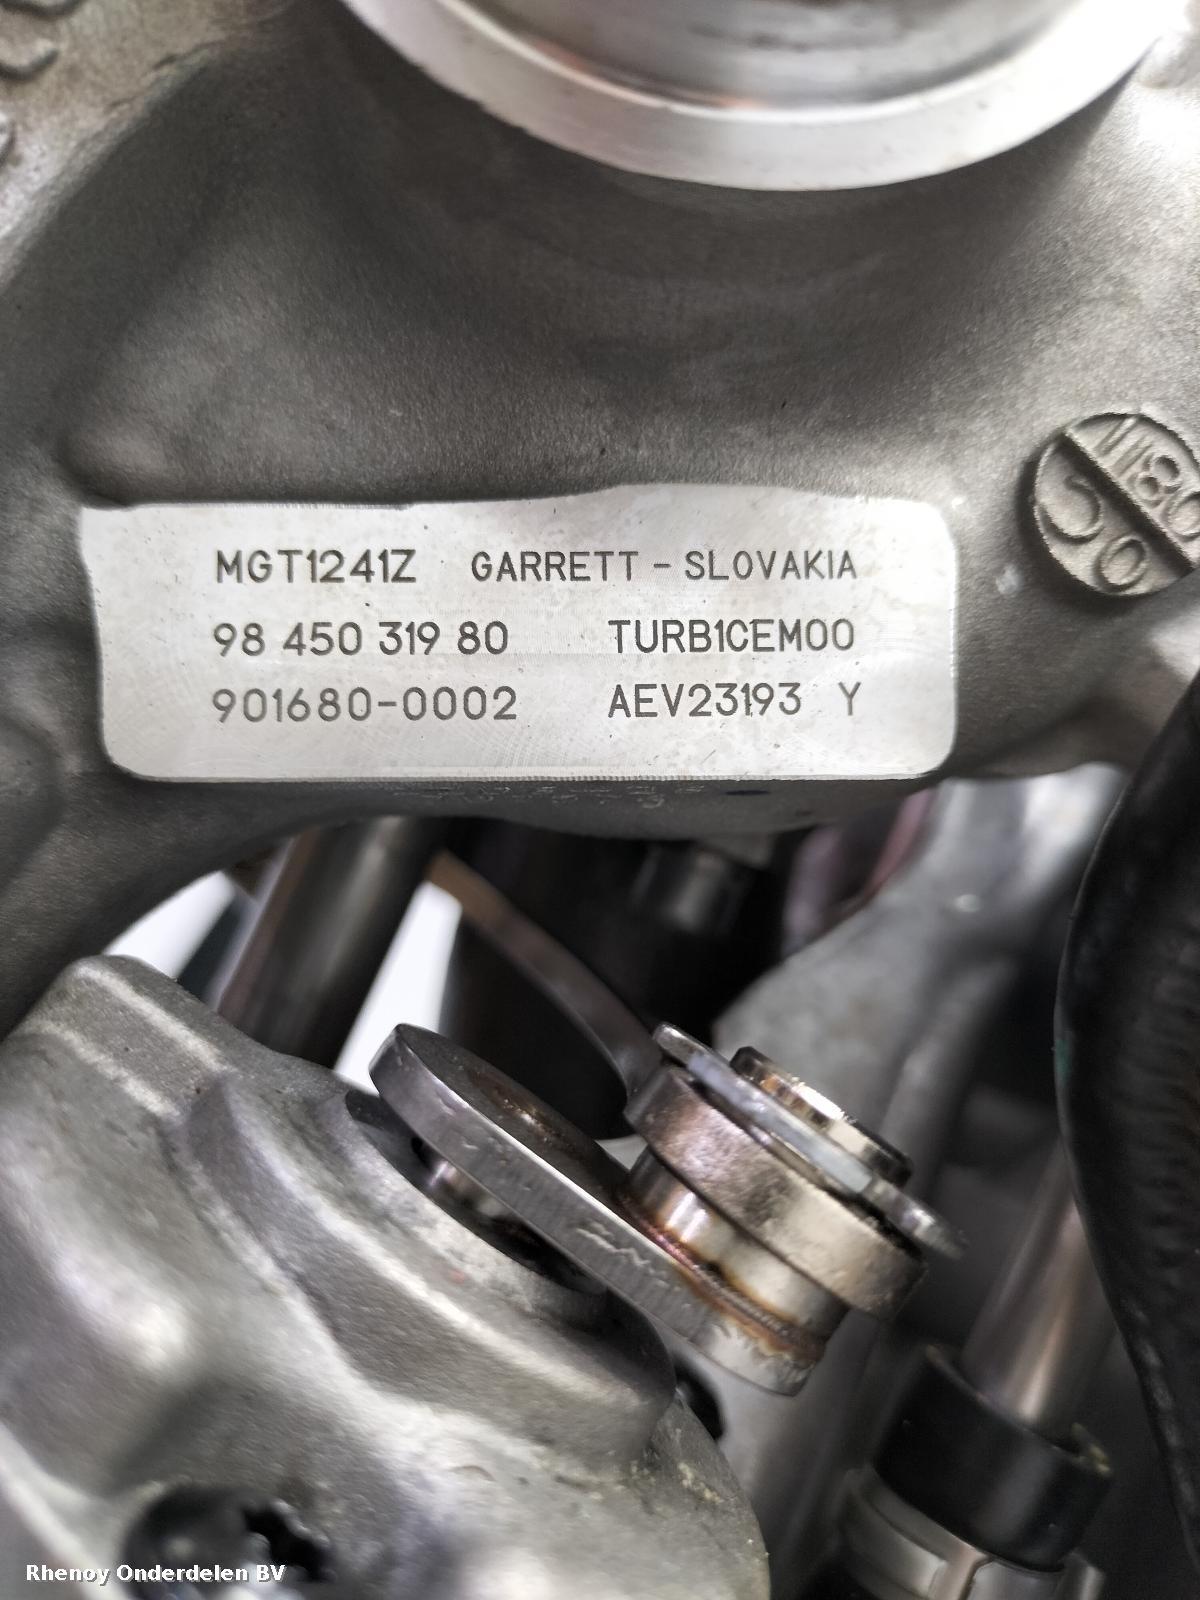 MGT1241Z GARRETT - SLOVAKIA
98 450 319 80 TURB1CEM00
901680-0002 AEV23193 Y
Rhenoy Onderdelen BV